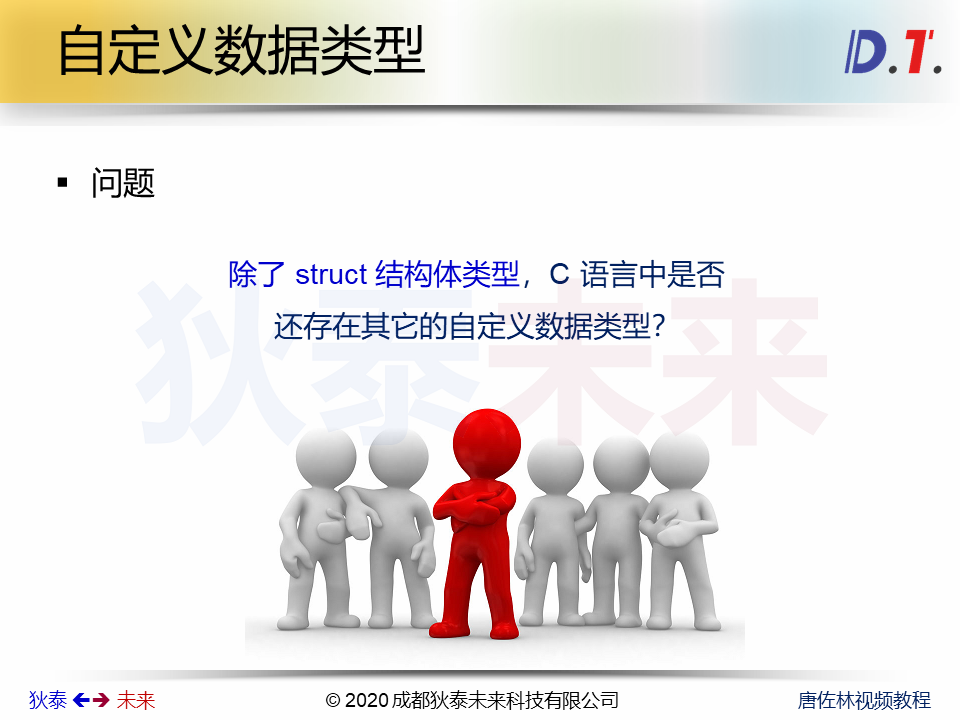 自定义数据类型
D.T.
▪ 问题
除了 struct 结构体类型，C 语言中是否
还存在其它的自定义数据类型？
狄泰未来
狄泰 ←→ 未来
© 2020 成都狄泰未来科技有限公司
唐佐林视频教程